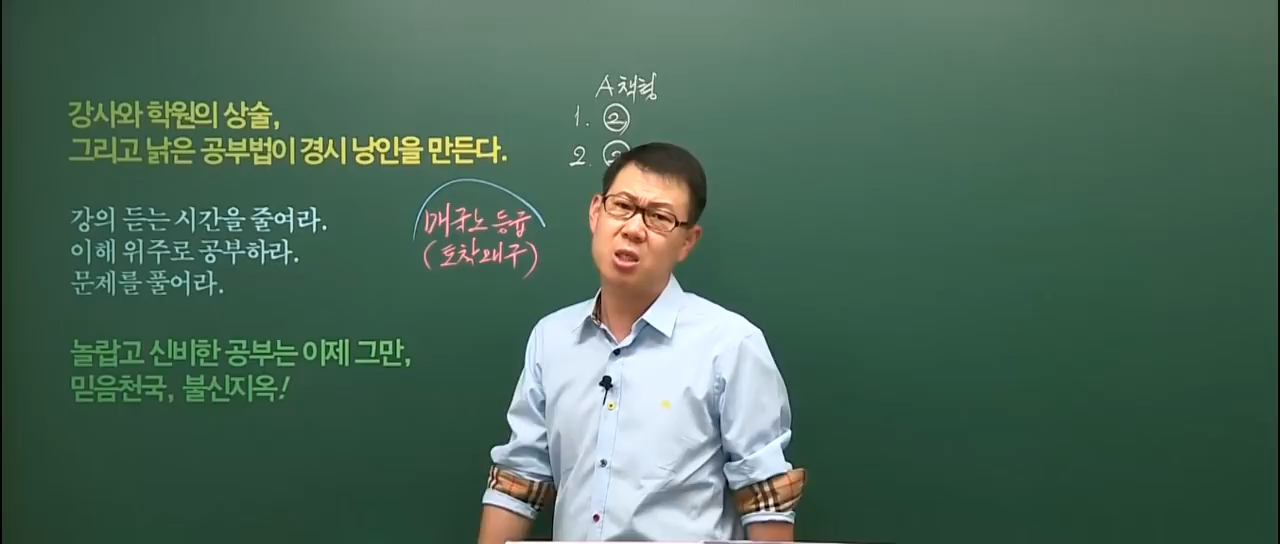 강사와 학원의 상술,
그리고 낡은 공부법이 경시 낭인을 만든다.
강의 듣는 시간을 줄여라.
이해 위주로 공부하라.
문제를 풀어라.
놀랍고 신비한 공부는 이제 그만,
믿음천국, 불신지옥!
매국노 등급
(토착왜구)
A책형
1. ②
2.